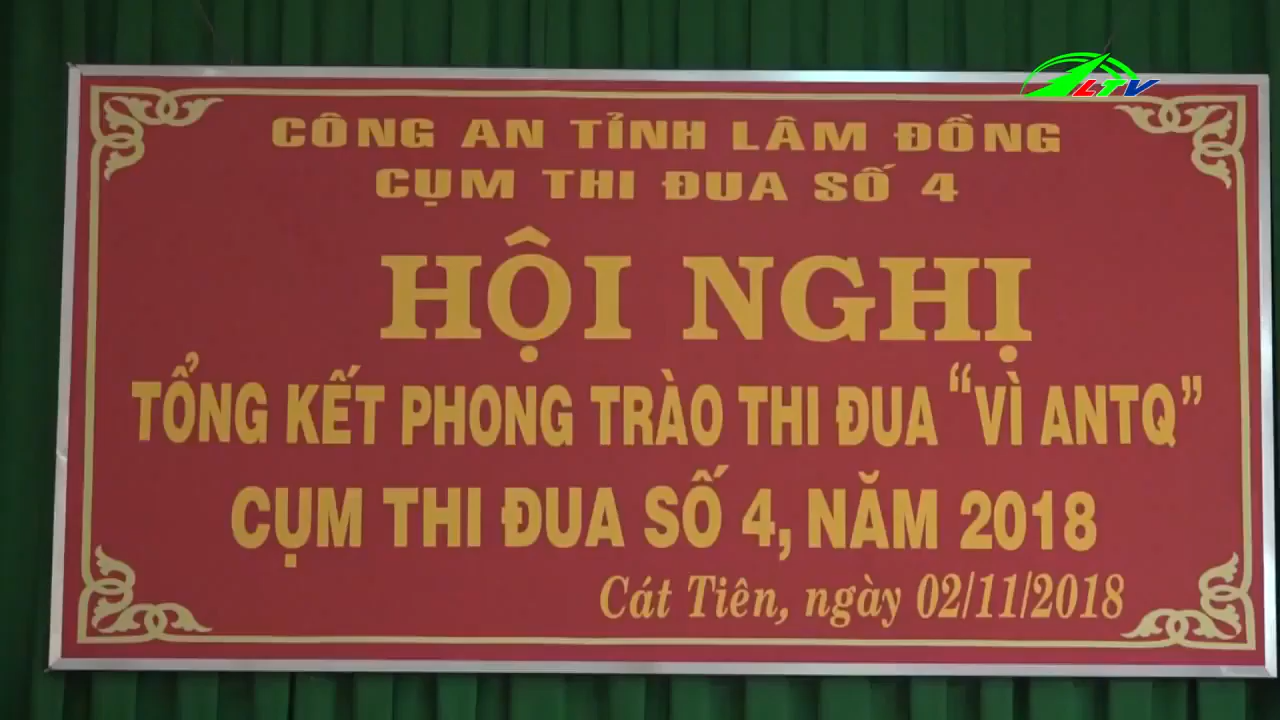 LTV
CÔNG AN TỈNH LÂM ĐỒNG
CỤM THI ĐUA SỐ 4
HỘI NGHỊ
TỔNG KẾT PHONG TRÀO THI ĐUA “VÌ ANTQ”
CỤM THI ĐUA SỐ 4, NĂM 2018
Cát Tiên, ngày 02/11/2018